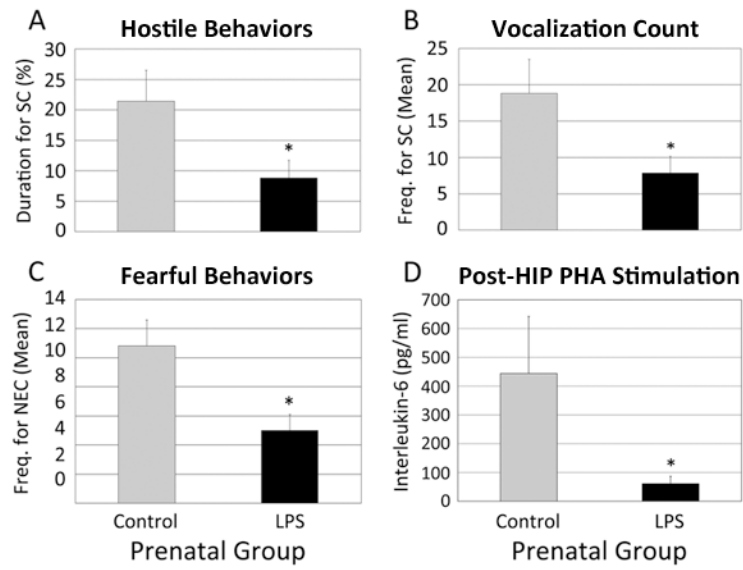 A Hostile Behaviors
Duration for SC (%)
30
25
20
15
10
5
0
*
B Vocalization Count
Freq. for SC (Mean)
25
20
15
10
5
0
*
C Fearful Behaviors
Freq. for NEC (Mean)
14
12
10
8
6
4
2
0
*
Control LPS
Prenatal Group
D Post-HIP PHA Stimulation
Interleukin-6 (pg/ml)
700
600
500
400
300
200
100
0
*
Control LPS
Prenatal Group